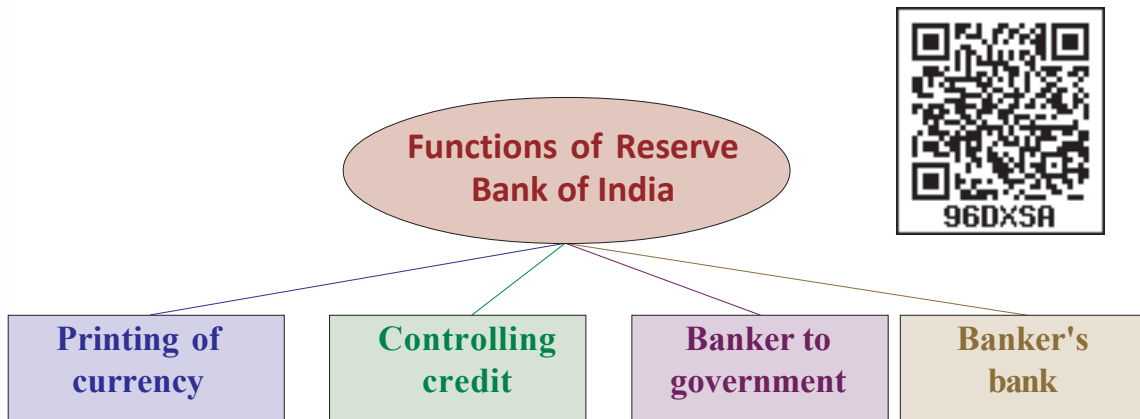 Functions of Reserve
Bank of India
96DXSA
Printing of
currency
Controlling
credit
Banker to
government
Banker's
bank